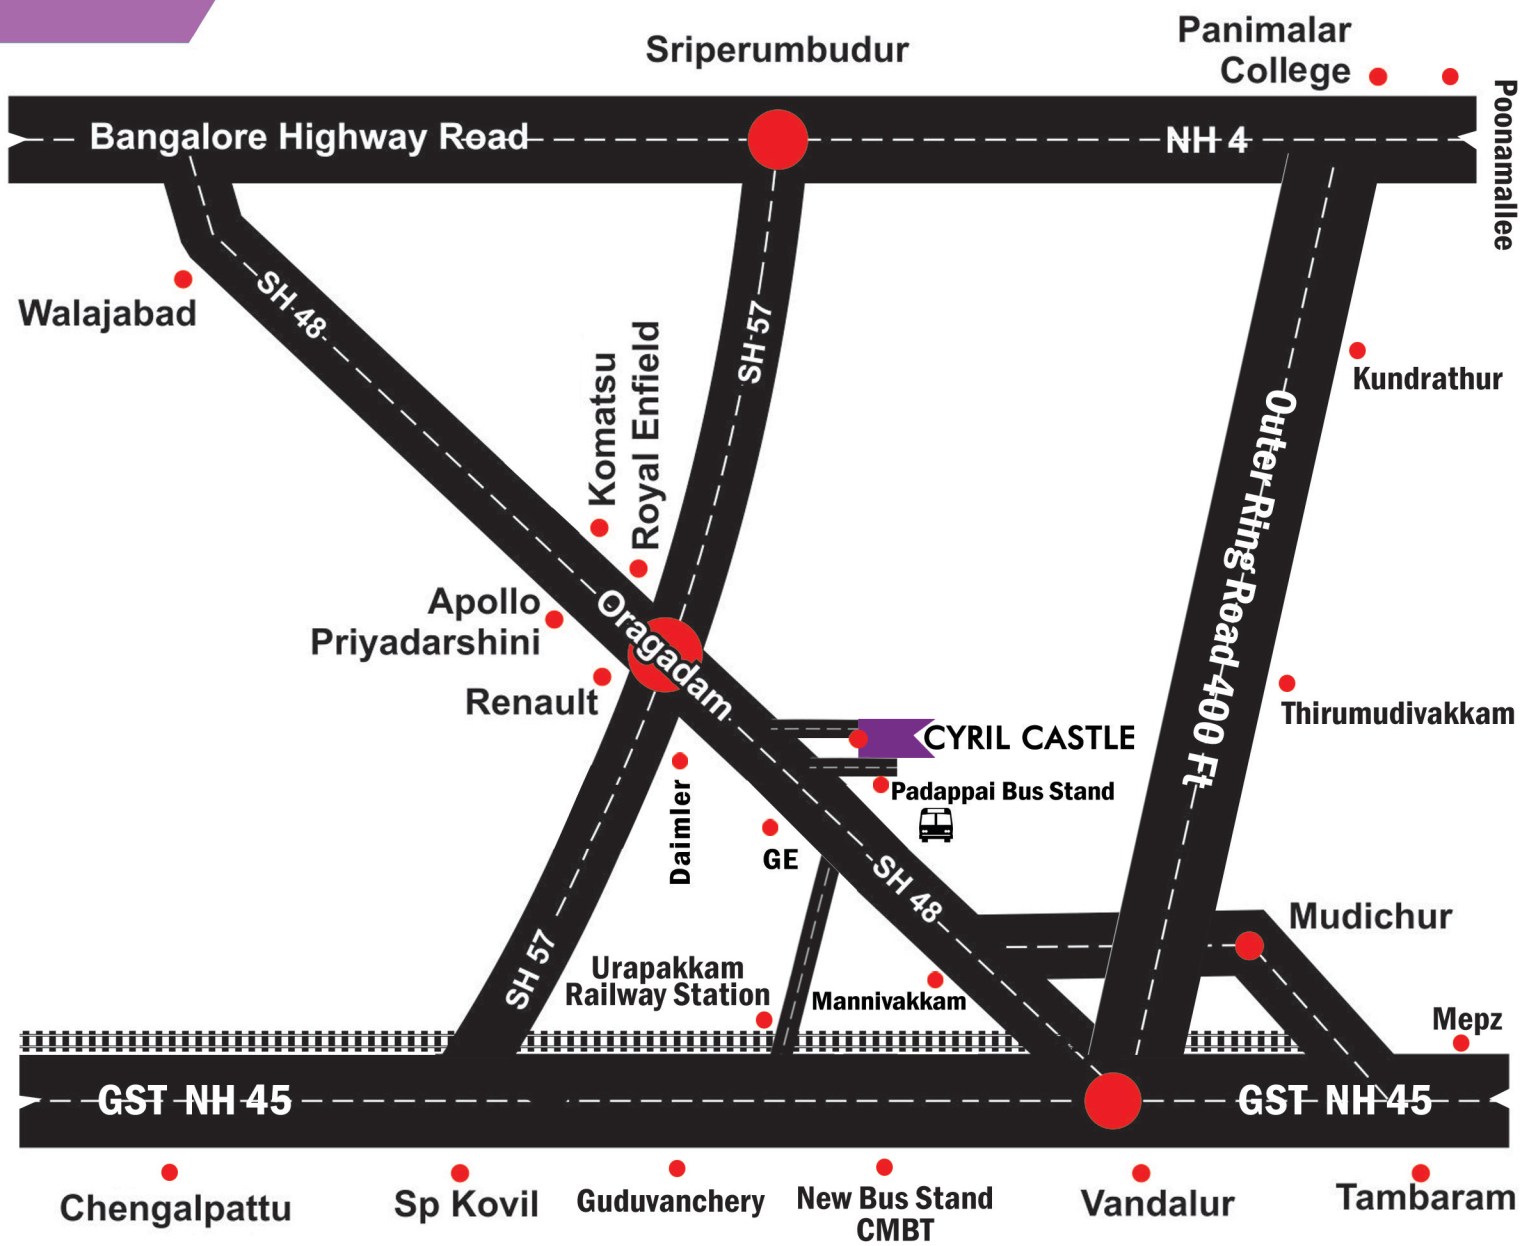 Sriperumbudur
Panimalar
College
Poonamallee
Bangalore Highway Road
NH 4
Walajabad
SH 48
SH 57
Komatsu
Royal Enfield
Kundrathur
Outer Ring Road 400 Ft
Apollo
Priyadarshini
Oragadam
Renault
Thirumudivakkam
CYRIL CASTLE
Padappai Bus Stand
Daimler
GE
SH 48
Mudichur
SH 57
Urapakkam
Railway Station
Mannivakkam
Mepz
GST NH 45
GST NH 45
Chengalpattu
Sp Kovil
Guduvanchery
New Bus Stand
CMBT
Vandalur
Tambaram